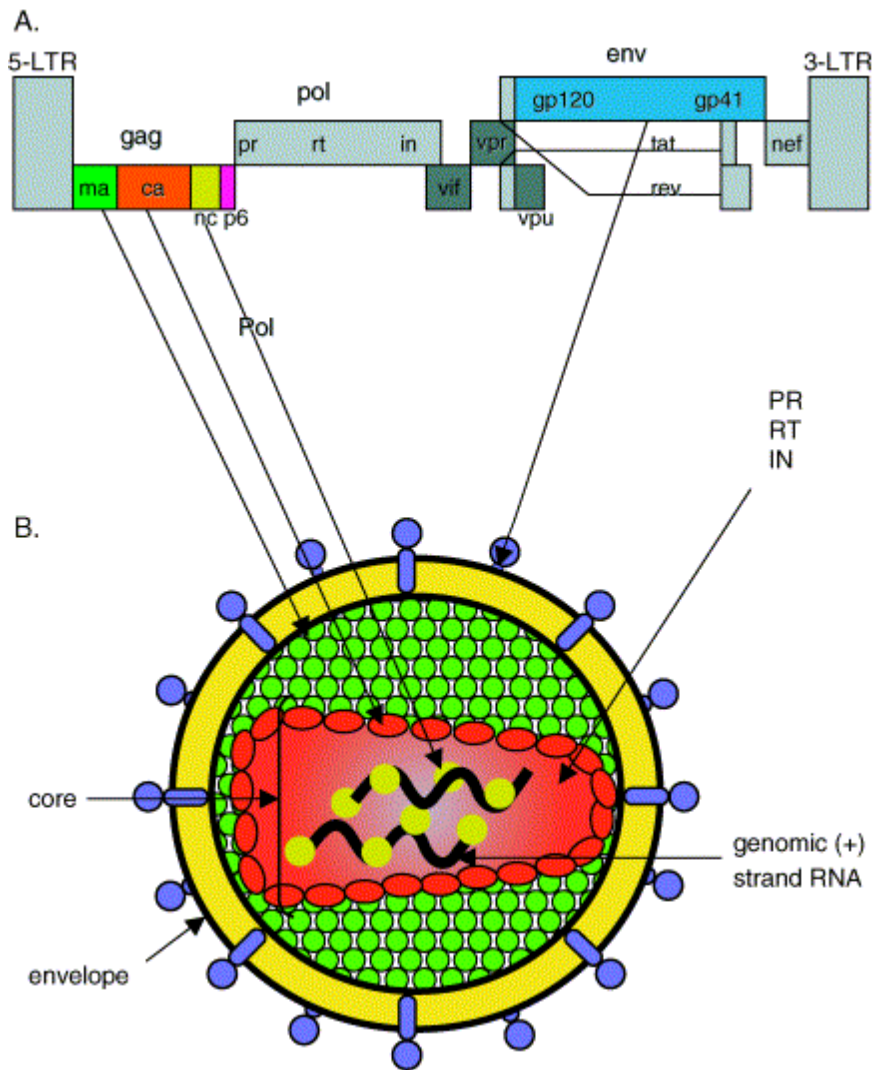 A.
5-LTR
env
3-LTR
pol
gp120 gp41
gag
pr rt in
vpr
tat
nef
ma ca
vif
rev
nc p6
vpu
Pol
PR
RT
IN
B.
core
genomic (+)
strand RNA
envelope